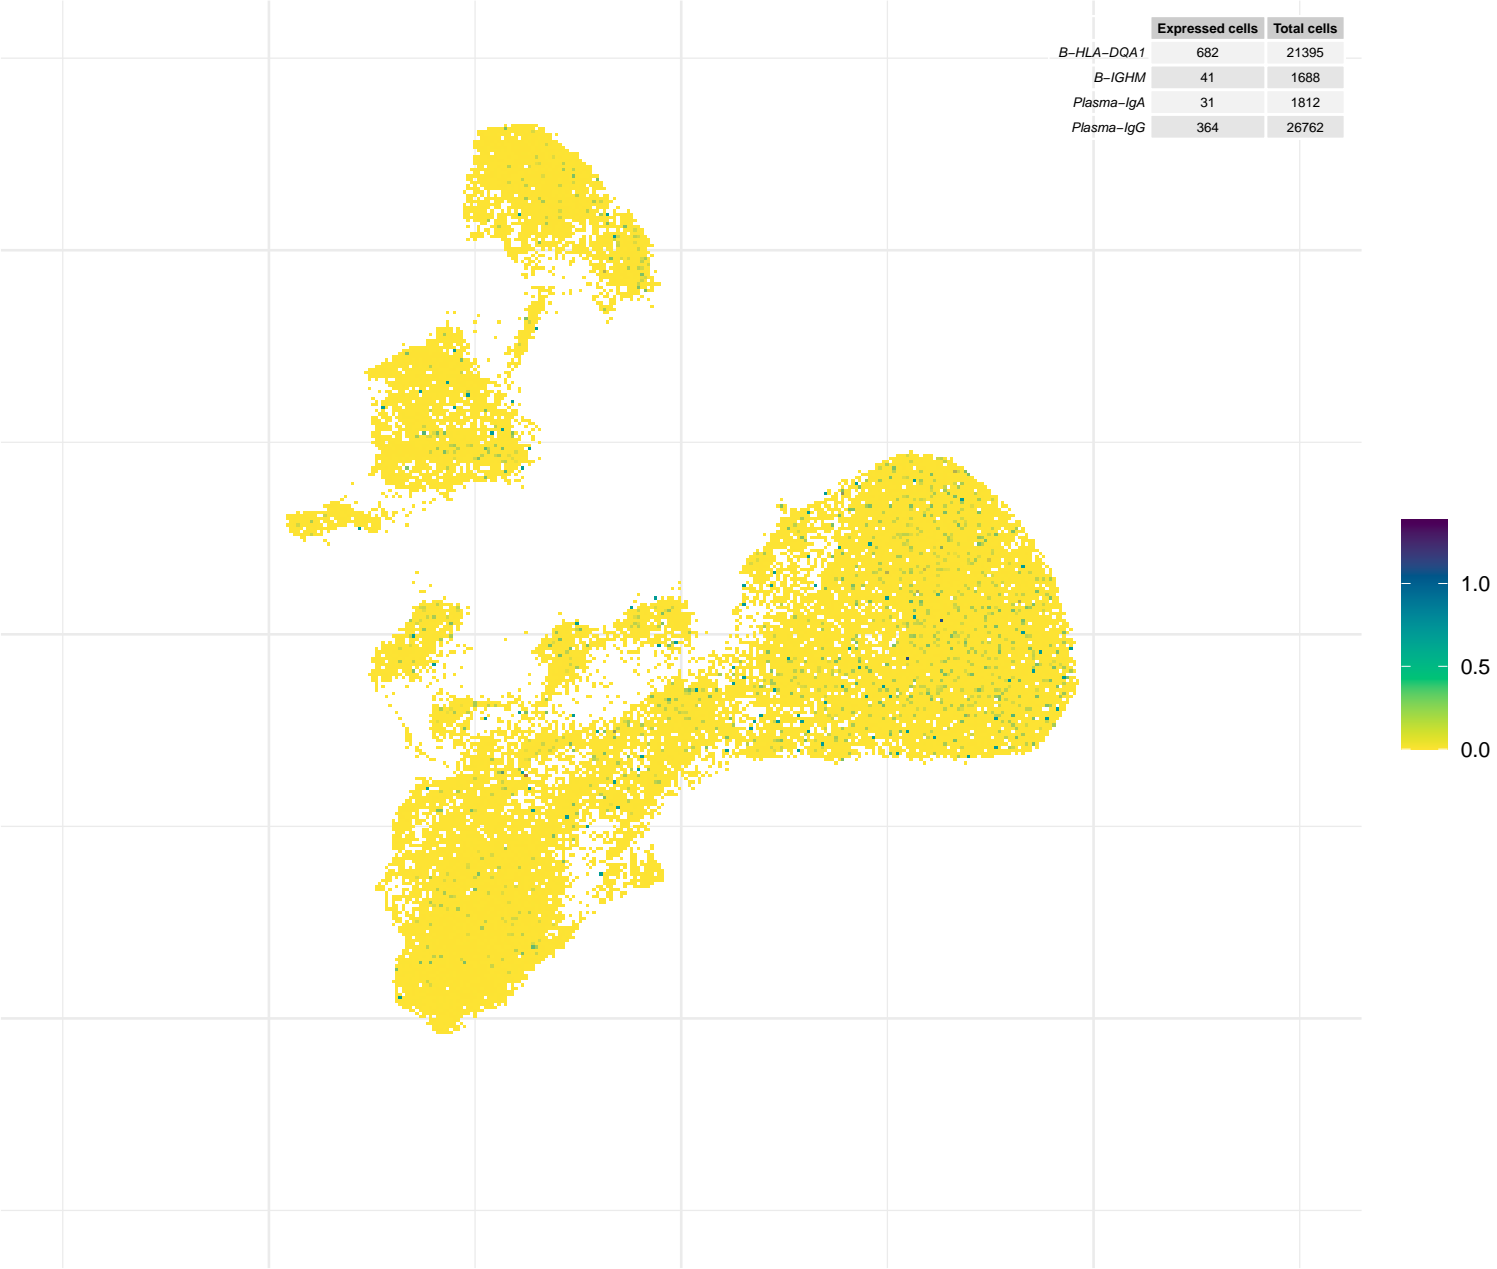 Expressed cells Total cells
B−HLA−DQA1 682 21395
B−IGHM 41 1688
Plasma−IgA 31 1812
Plasma−IgG 364 26762
1.0
0.5
0.0